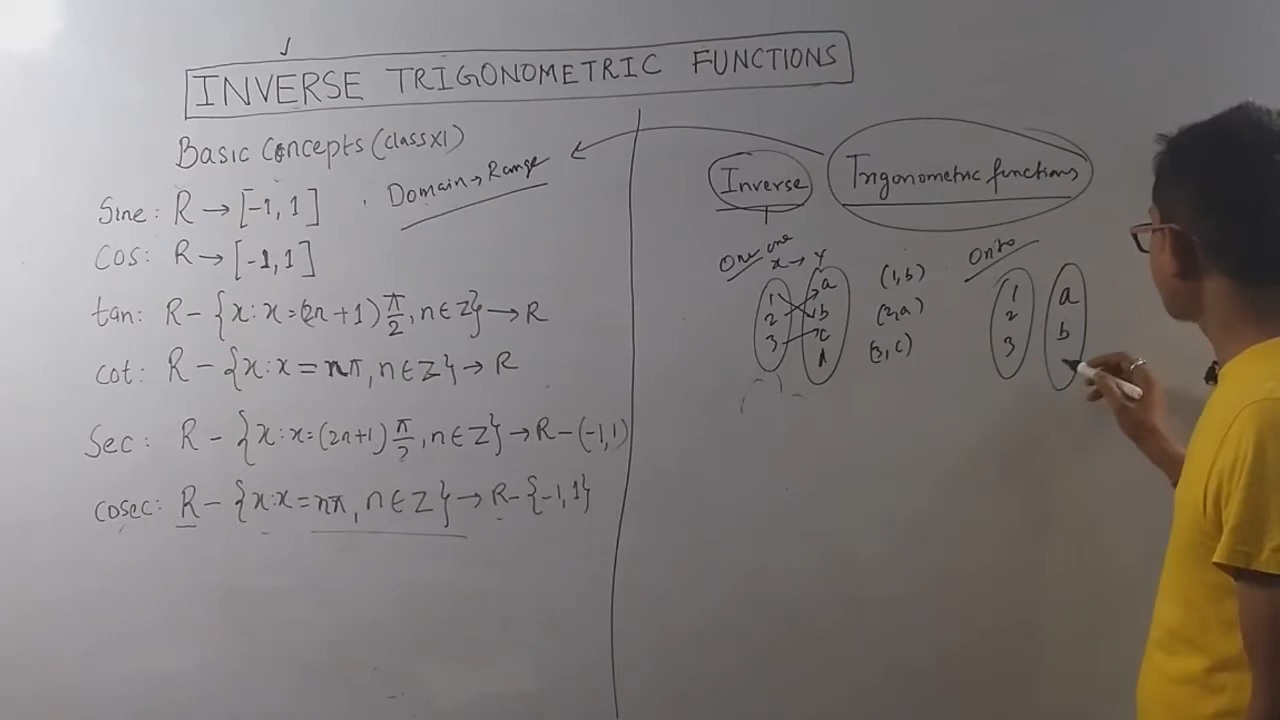 INVERSE TRIGONOMETRIC FUNCTIONS
Basic Concepts (class XI)
Domain → Range
Sine: R → [-1, 1]
Cos: R → [-1, 1]
tan: R - {x: x = (2n + 1) π/2, n ∈ Z} → R
cot: R - {x: x = nπ, n ∈ Z} → R
Sec: R - {x: x = (2n+1) π/2, n ∈ Z} → R - (-1, 1)
cosec: R - {x: x = nπ, n ∈ Z} → R - {-1, 1}
Inverse Trigonometric functions
One one
x → y
1 a (1, b)
2 b (2, a)
3 c (3, c)
d
Onto
1 a
2 b
3